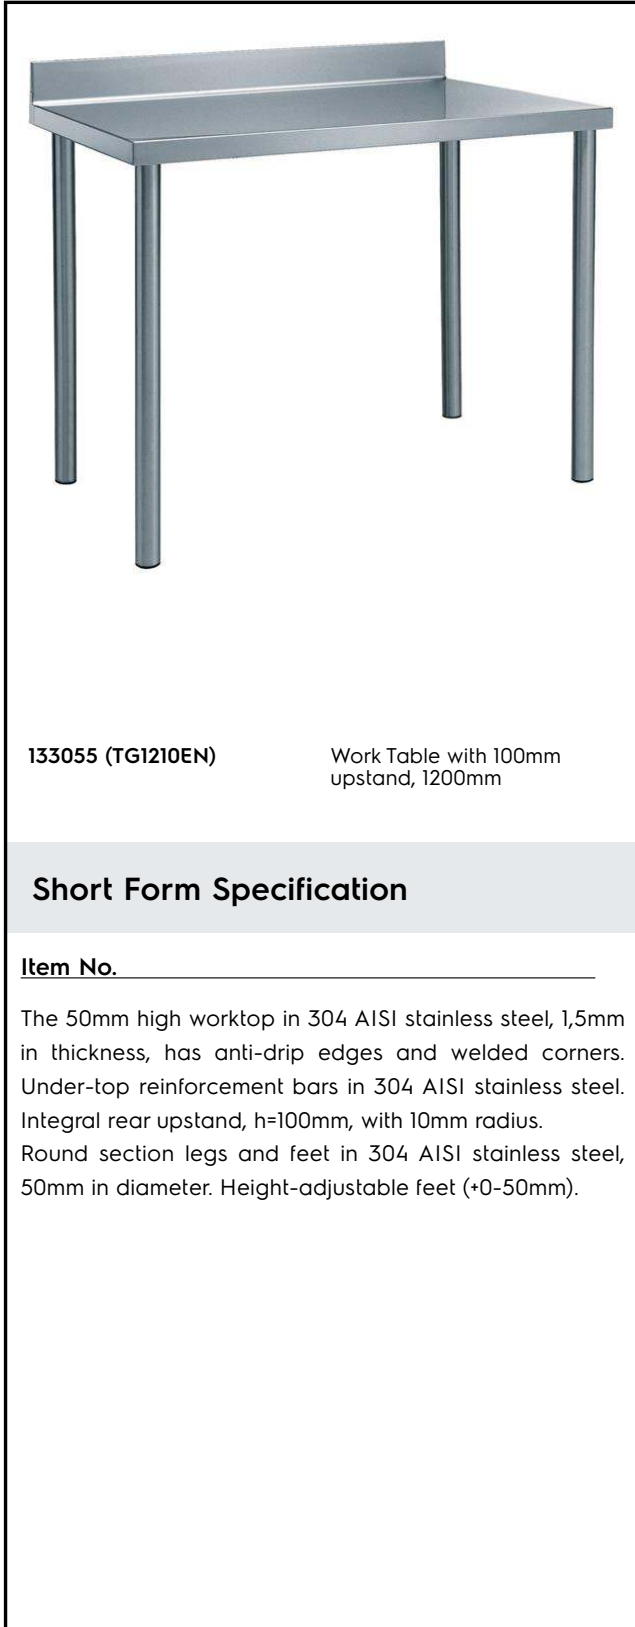 133055 (TG1210EN)
Work Table with 100mm
upstand, 1200mm
Short Form Specification
Item No.
The 50mm high worktop in 304 AISI stainless steel, 1,5mm
in thickness, has anti-drip edges and welded corners.
Under-top reinforcement bars in 304 AISI stainless steel.
Integral rear upstand, h=100mm, with 10mm radius.
Round section legs and feet in 304 AISI stainless steel,
50mm in diameter. Height-adjustable feet (+0-50mm).